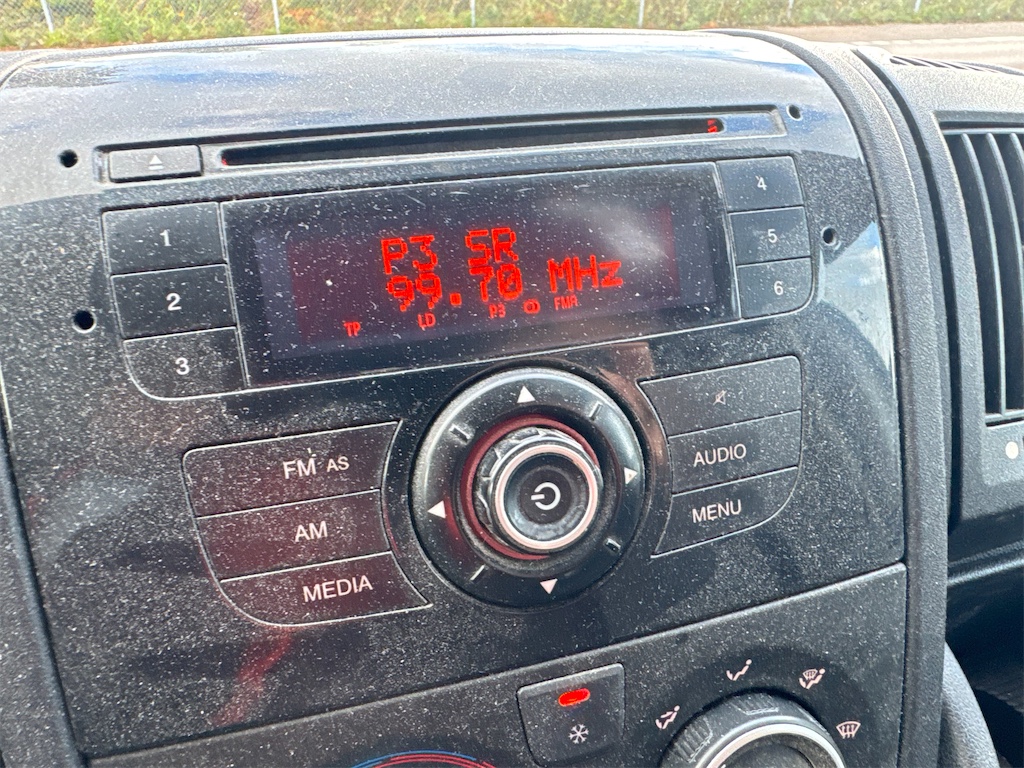 1
2
3
4
5
6
P3 SR
99.70 MHz
TP LD P3 FMA
FM AS
AM
MEDIA
AUDIO
MENU